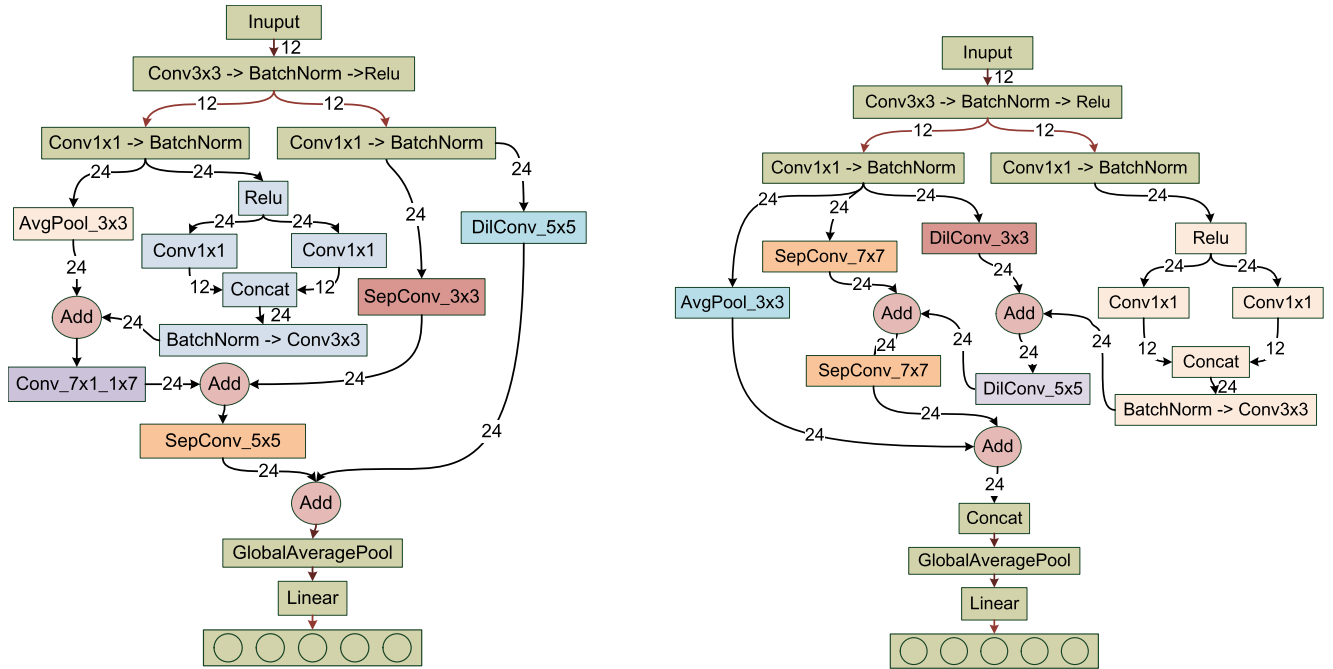 Inuput
12
Conv3x3 -> BatchNorm ->Relu
12
12
Conv1x1 -> BatchNorm
Conv1x1 -> BatchNorm
24
24
24
24
Relu
AvgPool_3x3
24
24
DilConv_5x5
Conv1x1
Conv1x1
24
12
Concat
12
SepConv_3x3
24
Add
24
BatchNorm -> Conv3x3
Conv_7x1_1x7
24
Add
24
SepConv_5x5
24
24
Add
GlobalAveragePool
Linear
Inuput
12
Conv3x3 -> BatchNorm -> Relu
12
12
Conv1x1 -> BatchNorm
Conv1x1 -> BatchNorm
24
24
24
24
SepConv_7x7
DilConv_3x3
Relu
24
24
24
24
AvgPool_3x3
Conv1x1
Conv1x1
Add
Add
24
24
24
24
12
12
SepConv_7x7
DilConv_5x5
Concat
24
BatchNorm -> Conv3x3
24
24
Add
24
Concat
GlobalAveragePool
Linear